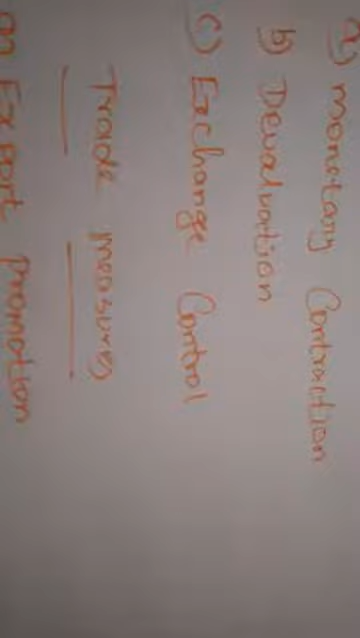 a) Monetary Contraction
b) Devaluation
c) Exchange Control
Trade Measures
a) Export Promotion